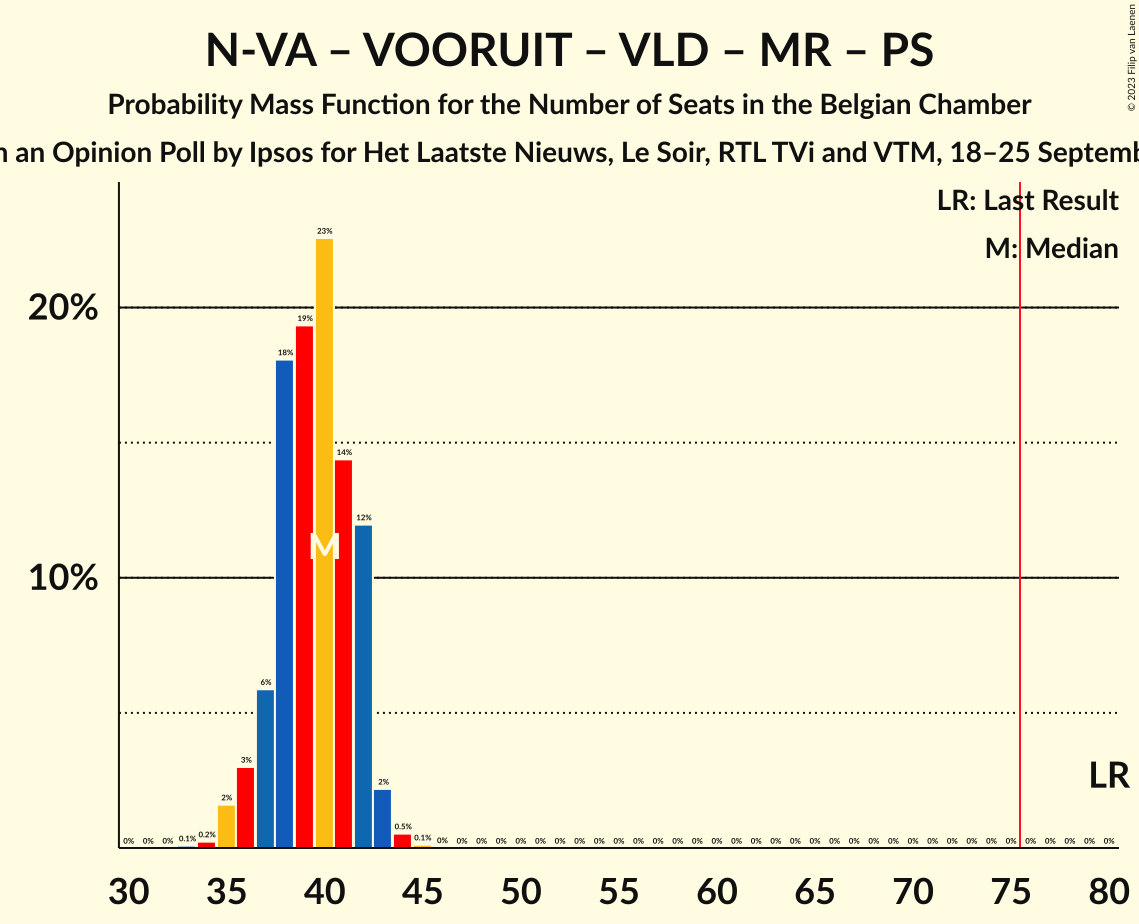 N-VA – VOORUIT – VLD – MR – PS
Probability Mass Function for the Number of Seats in the Belgian Chamber
an Opinion Poll by Ipsos for Het Laatste Nieuws, Le Soir, RTL TVi and VTM, 18–25
© 2023 Filip van Laenen
LR: Last Result
M: Median
20%
10%
0% 0% 0% 0.1% 0.2% 2% 3% 6% 18% 19% 23% 14% 12% 2% 0.5% 0.1% 0% 0% 0% 0% 0% 0% 0% 0% 0% 0% 0% 0% 0% 0% 0% 0% 0% 0% 0% 0% 0% 0% 0% 0% 0% 0% 0% 0% 0% 0% 0% 0% 0% 0% 0%
M
LR
30 35 40 45 50 55 60 65 70 75 80